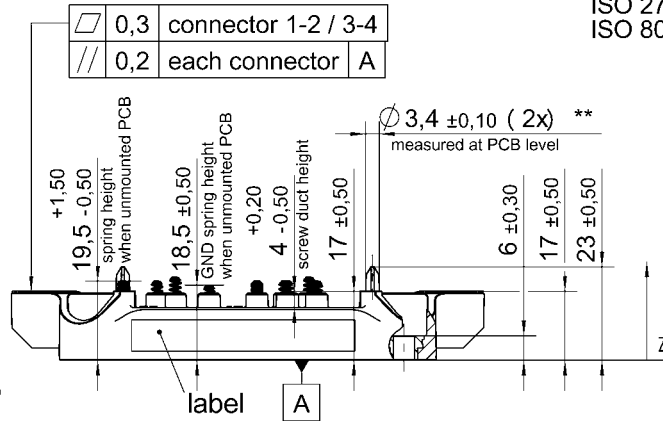 ISO 27
ISO 80
▱ 0,3 connector 1-2 / 3-4
// 0,2 each connector A
∅ 3,4 ±0,10 ( 2x) **
measured at PCB level
+1,50
19,5 -0,50
spring height
when unmounted PCB
18,5 ±0,50
GND spring height
when unmounted PCB
+0,20
4 -0,50
screw duct height
17 ±0,50
6 ±0,30
17 ±0,50
23 ±0,50
label
A